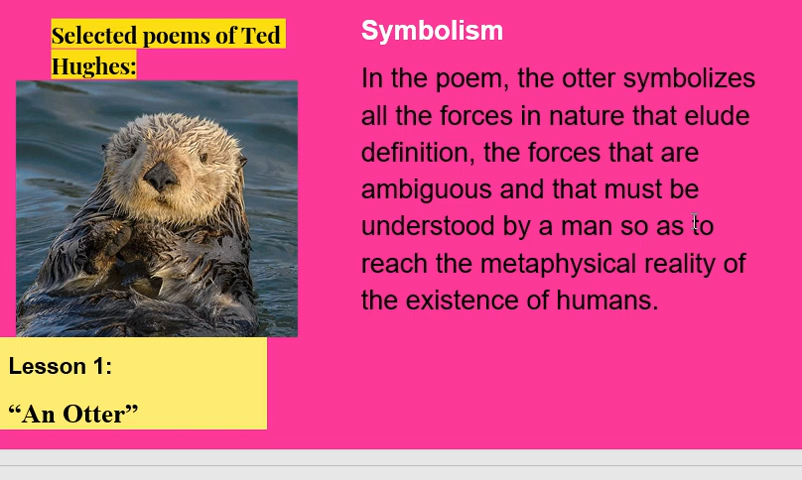 Selected poems of Ted
Hughes:
Lesson 1:
“An Otter”
Symbolism
In the poem, the otter symbolizes
all the forces in nature that elude
definition, the forces that are
ambiguous and that must be
understood by a man so as to
reach the metaphysical reality of
the existence of humans.